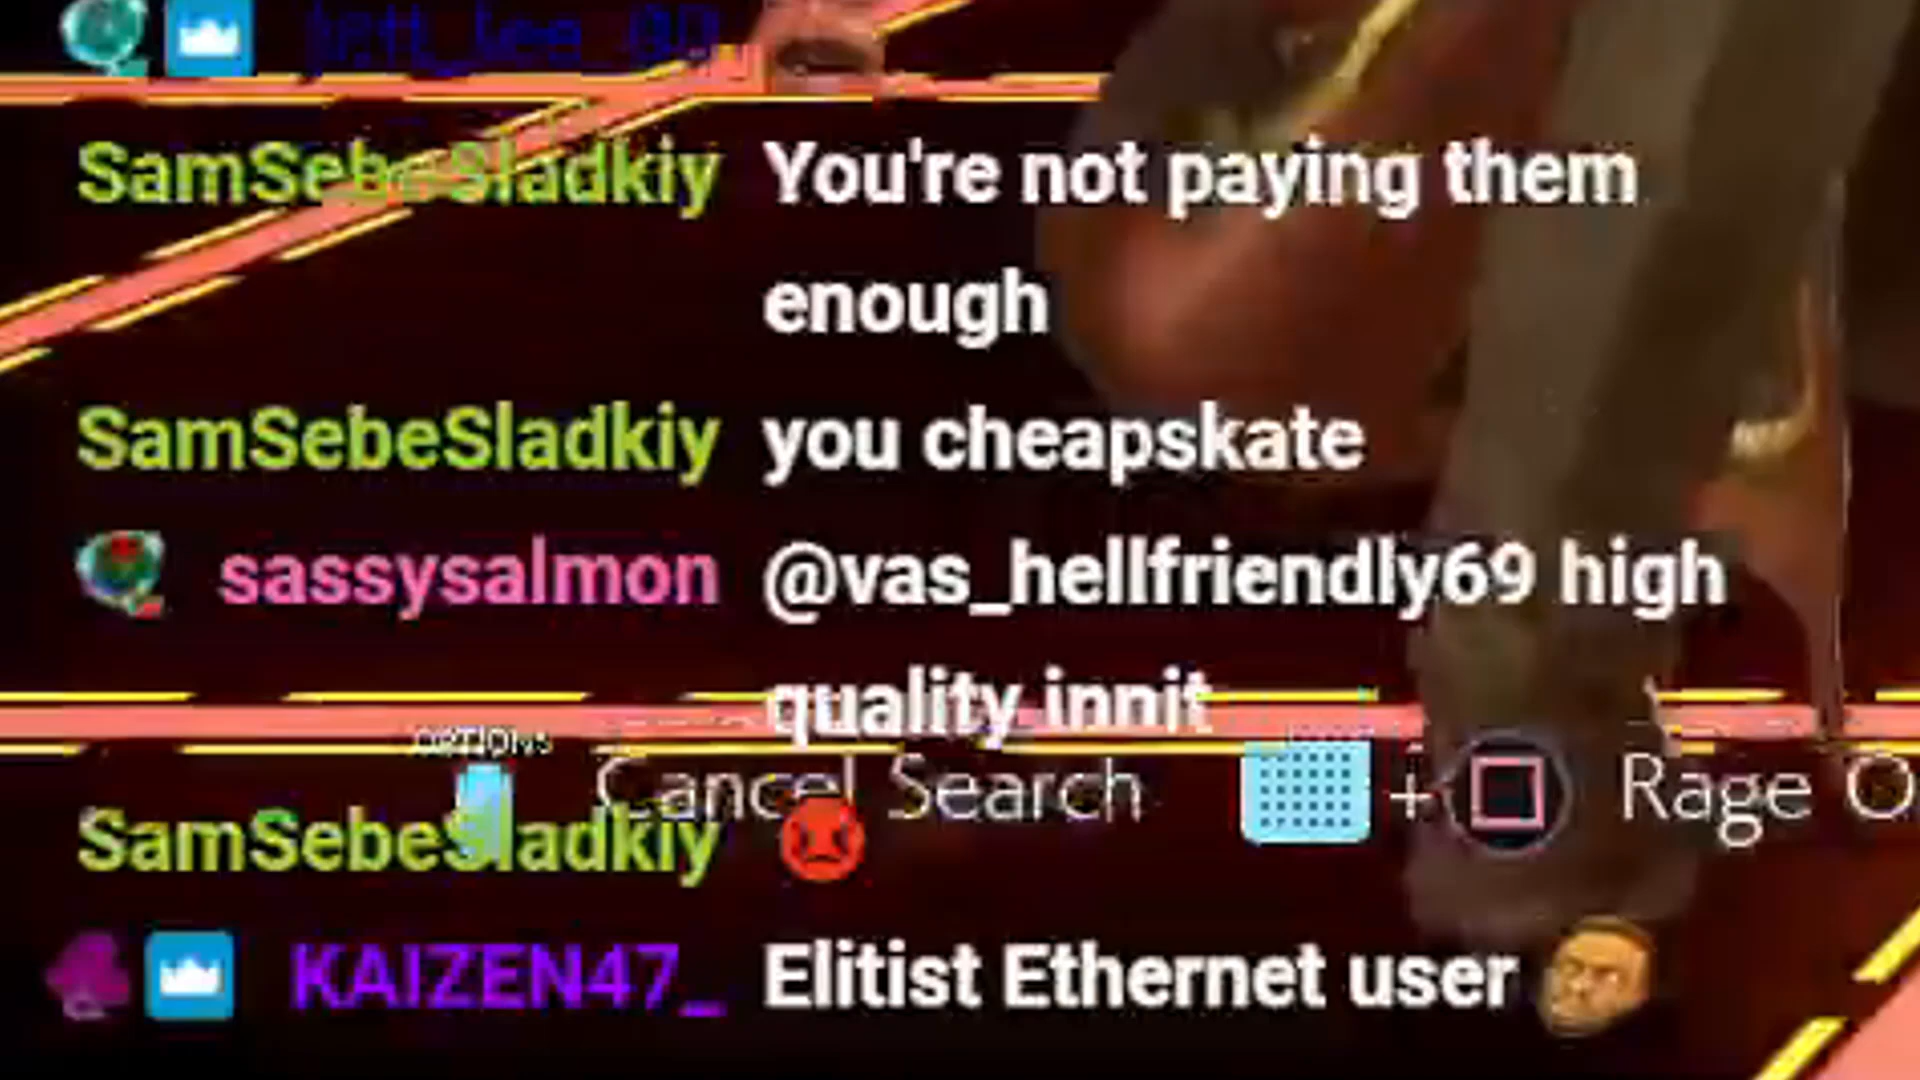 SamSebeSladkiy You're not paying them
enough
SamSebeSladkiy you cheapskate
sassysalmon @vas_hellfriendly69 high
quality innit
OPTIONS
Cancel Search + Rage O
SamSebeSladkiy
KAIZEN47_ Elitist Ethernet user